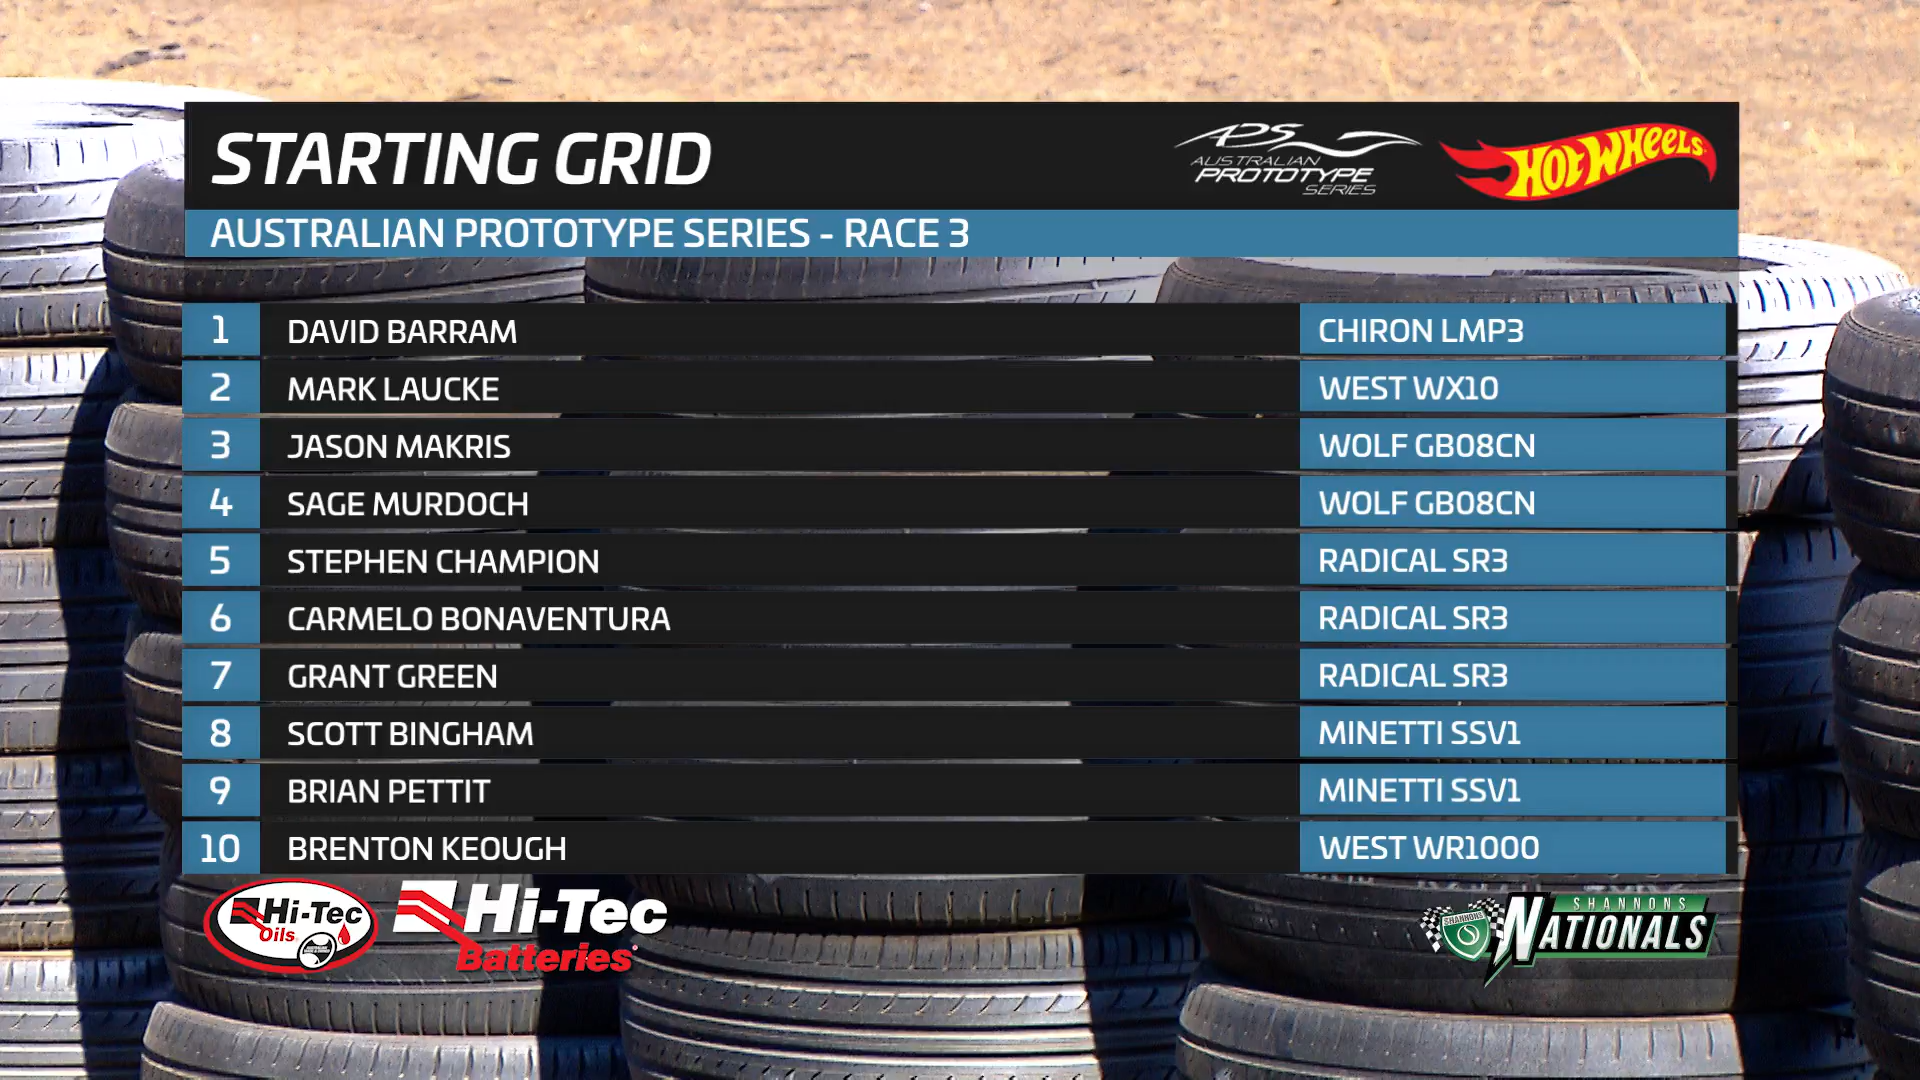 STARTING GRID
APS
AUSTRALIAN
PROTOTYPE
SERIES
HOT WHEELS
AUSTRALIAN PROTOTYPE SERIES - RACE 3
1 DAVID BARRAM CHIRON LMP3
2 MARK LAUCKE WEST WX10
3 JASON MAKRIS WOLF GB08CN
4 SAGE MURDOCH WOLF GB08CN
5 STEPHEN CHAMPION RADICAL SR3
6 CARMELO BONAVENTURA RADICAL SR3
7 GRANT GREEN RADICAL SR3
8 SCOTT BINGHAM MINETTI SSV1
9 BRIAN PETTIT MINETTI SSV1
10 BRENTON KEOUGH WEST WR1000
Hi-Tec
Oils
Hi-Tec
Batteries
SHANNONS
SHANNONS
NATIONALS